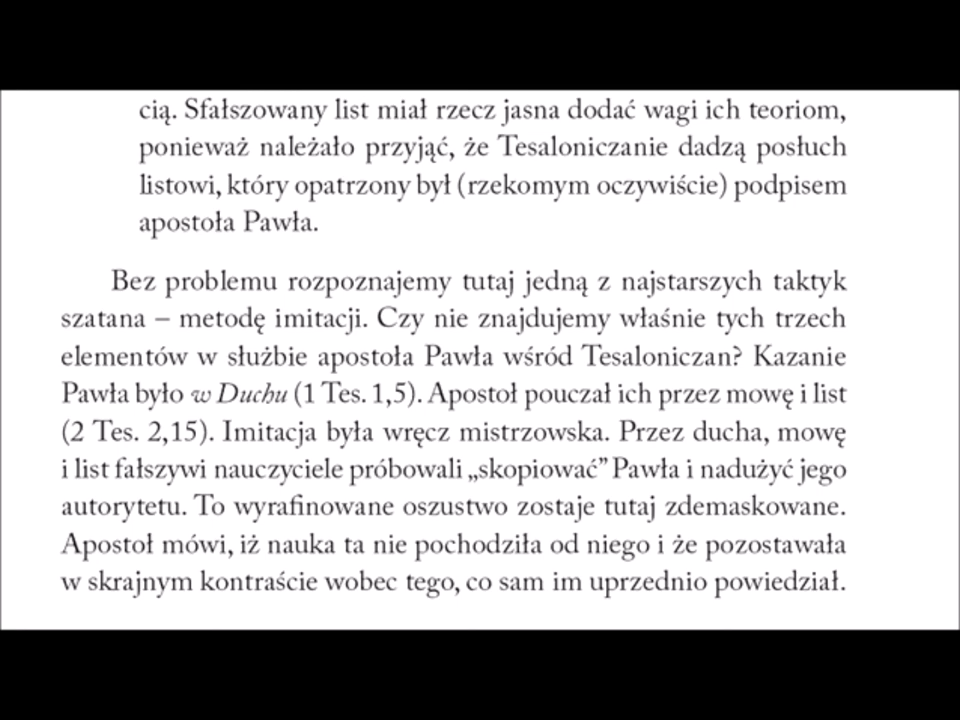 cią. Sfałszowany list miał rzecz jasna dodać wagi ich teoriom,
ponieważ należało przyjąć, że Tesaloniczanie dadzą posłuch
listowi, który opatrzony był (rzekomym oczywiście) podpisem
apostoła Pawła.
Bez problemu rozpoznajemy tutaj jedną z najstarszych taktyk
szatana – metodę imitacji. Czy nie znajdujemy właśnie tych trzech
elementów w służbie apostoła Pawła wśród Tesaloniczan? Kazanie
Pawła było w Duchu (1 Tes. 1,5). Apostoł pouczał ich przez mowę i list
(2 Tes. 2,15). Imitacja była wręcz mistrzowska. Przez ducha, mowę
i list fałszywi nauczyciele próbowali „skopiować” Pawła i nadużyć jego
autorytetu. To wyrafinowane oszustwo zostaje tutaj zdemaskowane.
Apostoł mówi, iż nauka ta nie pochodziła od niego i że pozostawała
w skrajnym kontraście wobec tego, co sam im uprzednio powiedział.